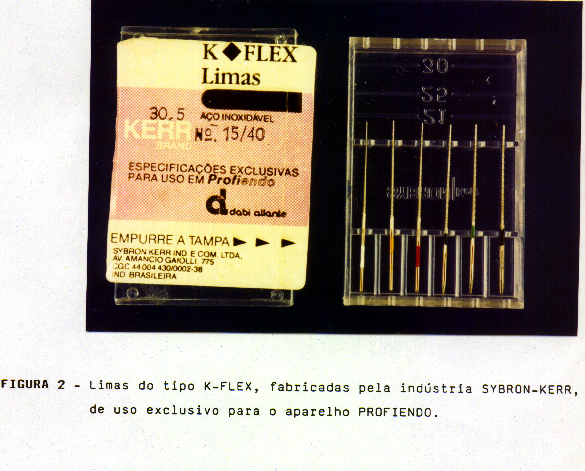 K◆FLEX
Limas
30.5 AÇO INOXIDÁVEL
KERR Nº 15/40
BRAND
ESPECIFICAÇÕES EXCLUSIVAS
PARA USO EM Profiendo
d dabi atlante
EMPURRE A TAMPA ► ► ►
SYBRON KERR IND. E COM. LTDA.
AV. AMANCIO GAIOLLI, 775
CGC 44.004.430/0002-38
IND. BRASILEIRA
FIGURA 2 - Limas do tipo K-FLEX, fabricadas pela indústria SYBRON-KERR,
de uso exclusivo para o aparelho PROFIENDO.